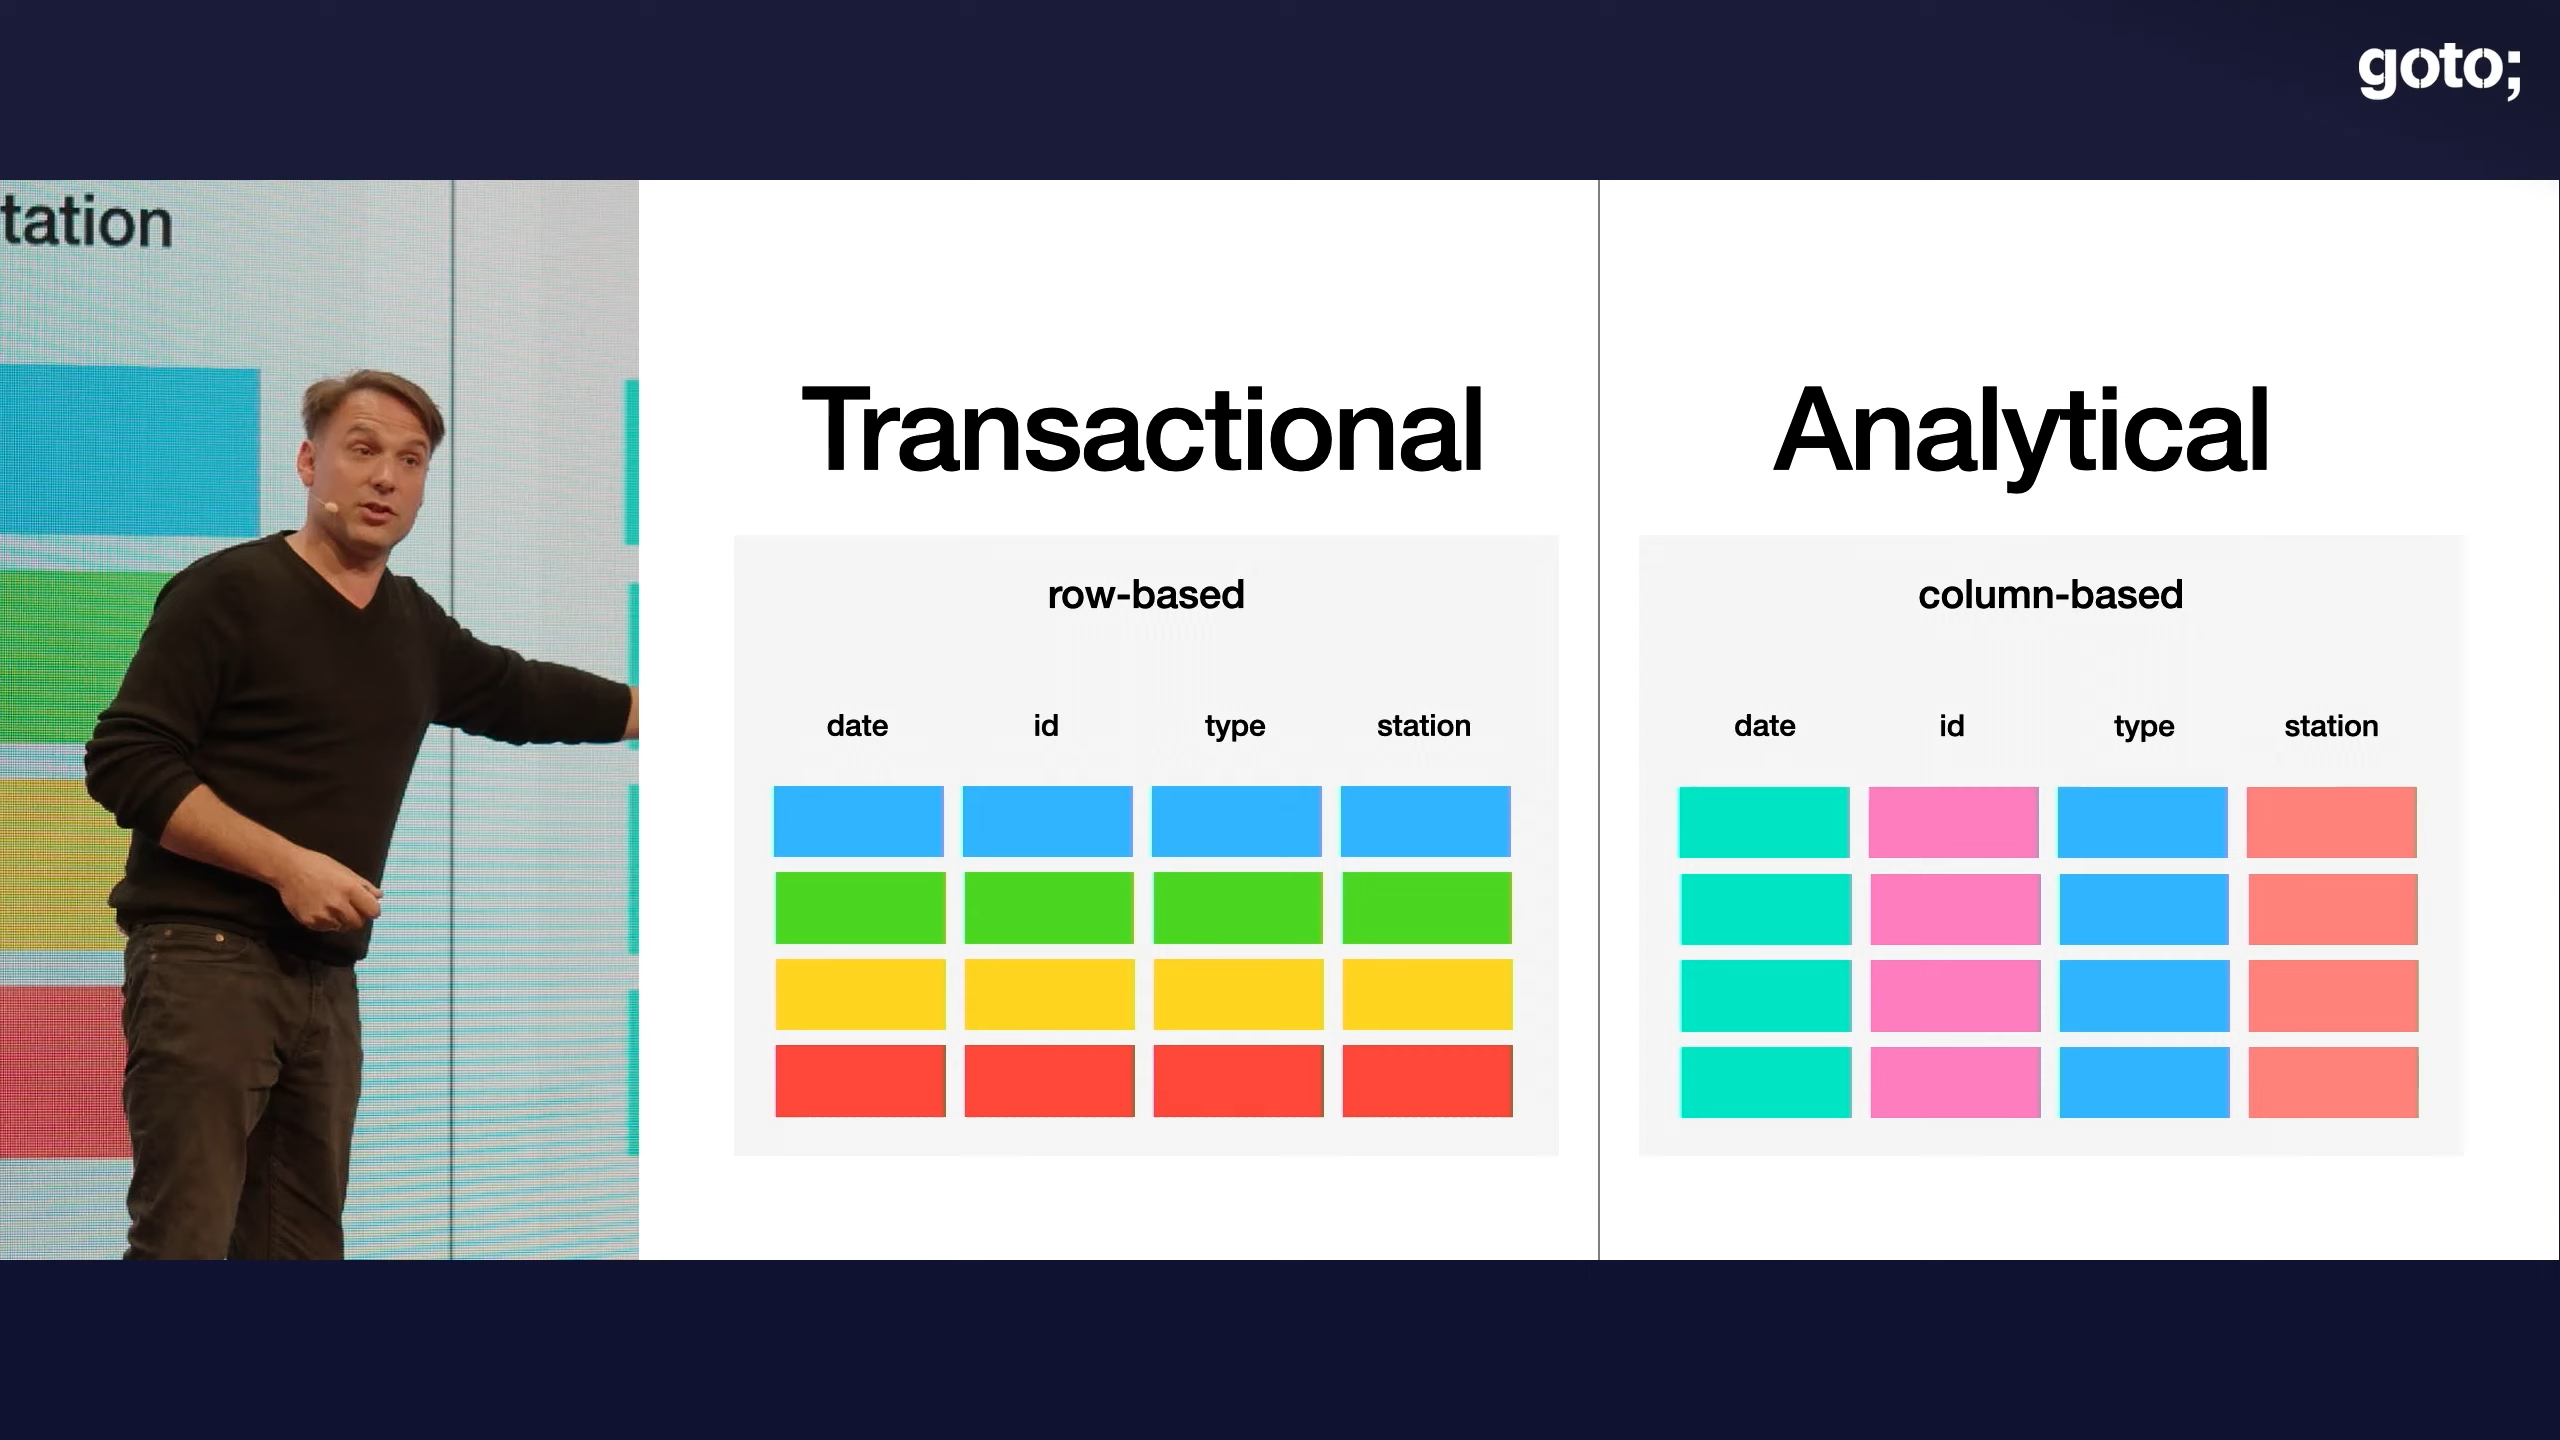 goto;
tation
Transactional
row-based
date id type station
Analytical
column-based
date id type station